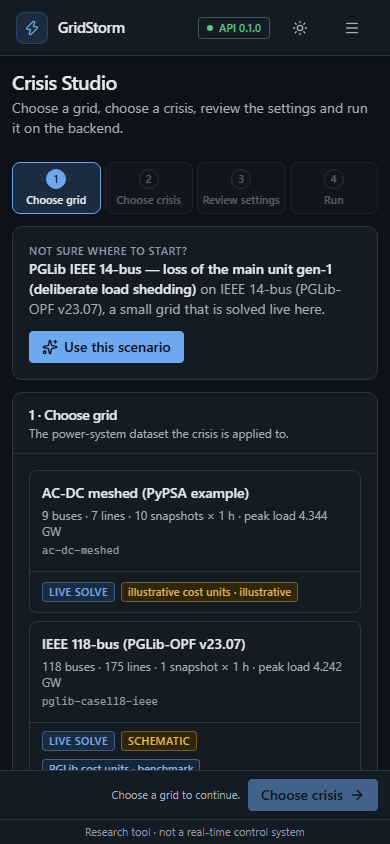 GridStorm
API 0.1.0
Crisis Studio
Choose a grid, choose a crisis, review the settings and run
it on the backend.
1
2
3
4
Choose grid
Choose crisis
Review settings
Run
NOT SURE WHERE TO START?
PGLib IEEE 14-bus — loss of the main unit gen-1
(deliberate load shedding) on IEEE 14-bus (PGLib-
OPF v23.07), a small grid that is solved live here.
Use this scenario
1 · Choose grid
The power-system dataset the crisis is applied to.
AC-DC meshed (PyPSA example)
9 buses · 7 lines · 10 snapshots × 1 h · peak load 4.344
GW
ac-dc-meshed
LIVE SOLVE
illustrative cost units · illustrative
IEEE 118-bus (PGLib-OPF v23.07)
118 buses · 175 lines · 1 snapshot × 1 h · peak load 4.242
GW
pglib-case118-ieee
LIVE SOLVE
SCHEMATIC
PGLib cost units · benchmark
Choose a grid to continue.
Choose crisis
Research tool · not a real-time control system